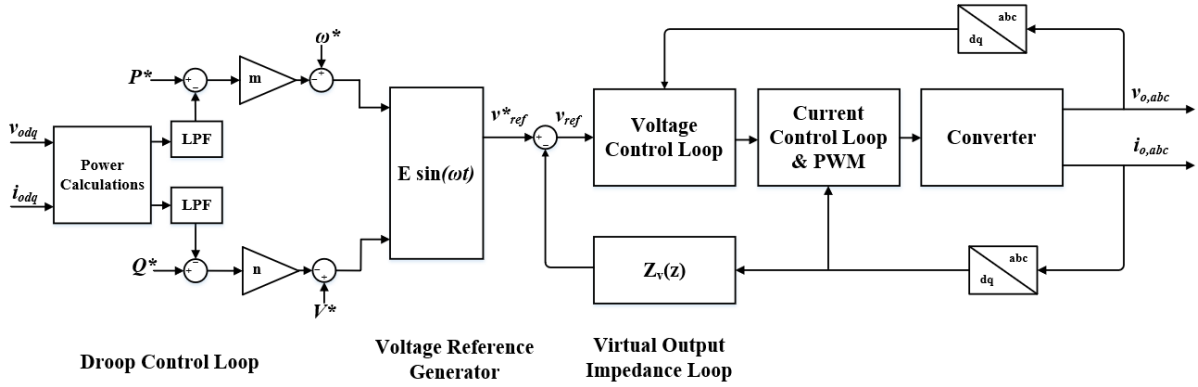 abc
dq
ω*
P*
m
v*ref
vref
Voltage
Control Loop
Current
Control Loop
& PWM
Converter
vo,abc
io,abc
vodq
iodq
LPF
Power
Calculations
LPF
E sin(ωt)
Q*
n
V*
Zv(z)
abc
dq
Droop Control Loop
Voltage Reference
Generator
Virtual Output
Impedance Loop